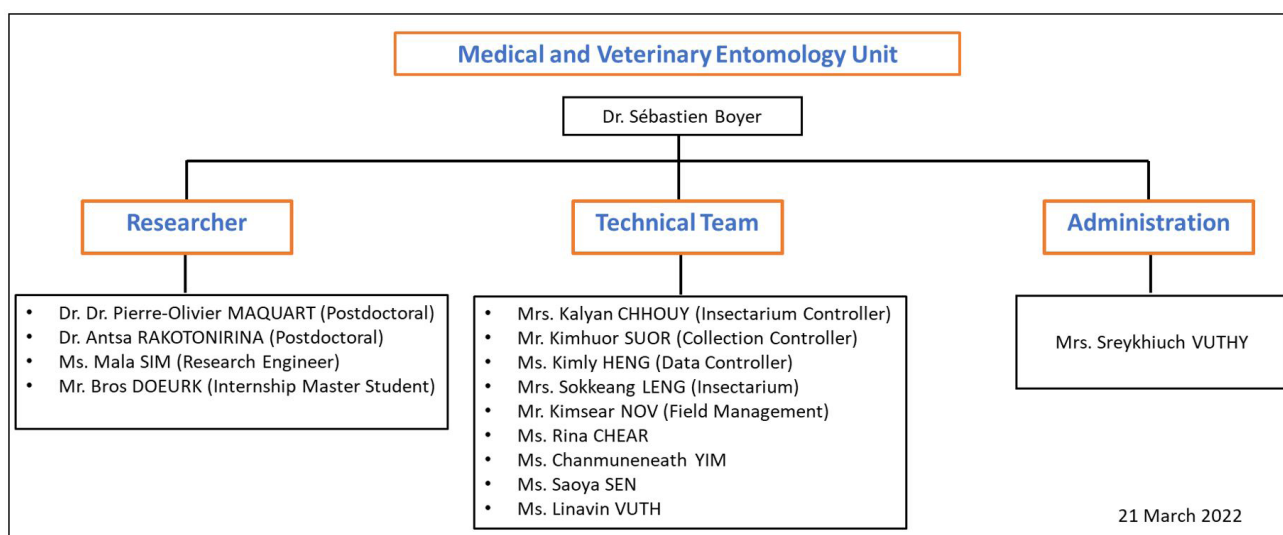 Medical and Veterinary Entomology Unit
Dr. Sébastien Boyer
Researcher
• Dr. Dr. Pierre-Olivier MAQUART (Postdoctoral)
• Dr. Antsa RAKOTONIRINA (Postdoctoral)
• Ms. Mala SIM (Research Engineer)
• Mr. Bros DOEURK (Internship Master Student)
Technical Team
• Mrs. Kalyan CHHOUY (Insectarium Controller)
• Mr. Kimhuor SUOR (Collection Controller)
• Ms. Kimly HENG (Data Controller)
• Mrs. Sokkeang LENG (Insectarium)
• Mr. Kimsear NOV (Field Management)
• Ms. Rina CHEAR
• Ms. Chanmuneneath YIM
• Ms. Saoya SEN
• Ms. Linavin VUTH
Administration
Mrs. Sreykhiuch VUTHY
21 March 2022